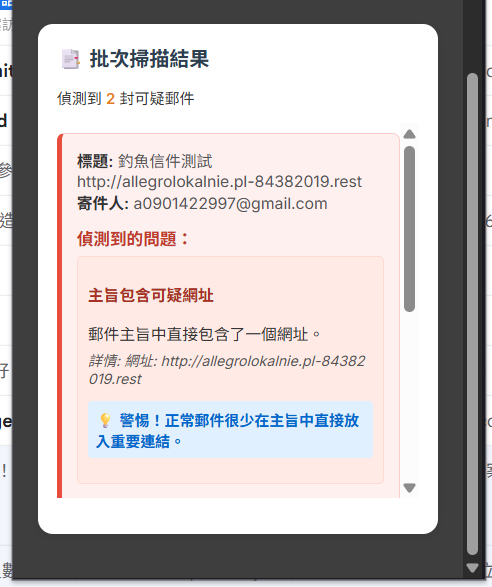 批次掃描結果
偵測到 2 封可疑郵件
標題: 釣魚信件測試
http://allegrolokalnie.pl-84382019.rest
寄件人: a0901422997@gmail.com
偵測到的問題：
主旨包含可疑網址
郵件主旨中直接包含了一個網址。
詳情: 網址: http://allegrolokalnie.pl-84382
019.rest
💡 警惕！正常郵件很少在主旨中直接放
入重要連結。